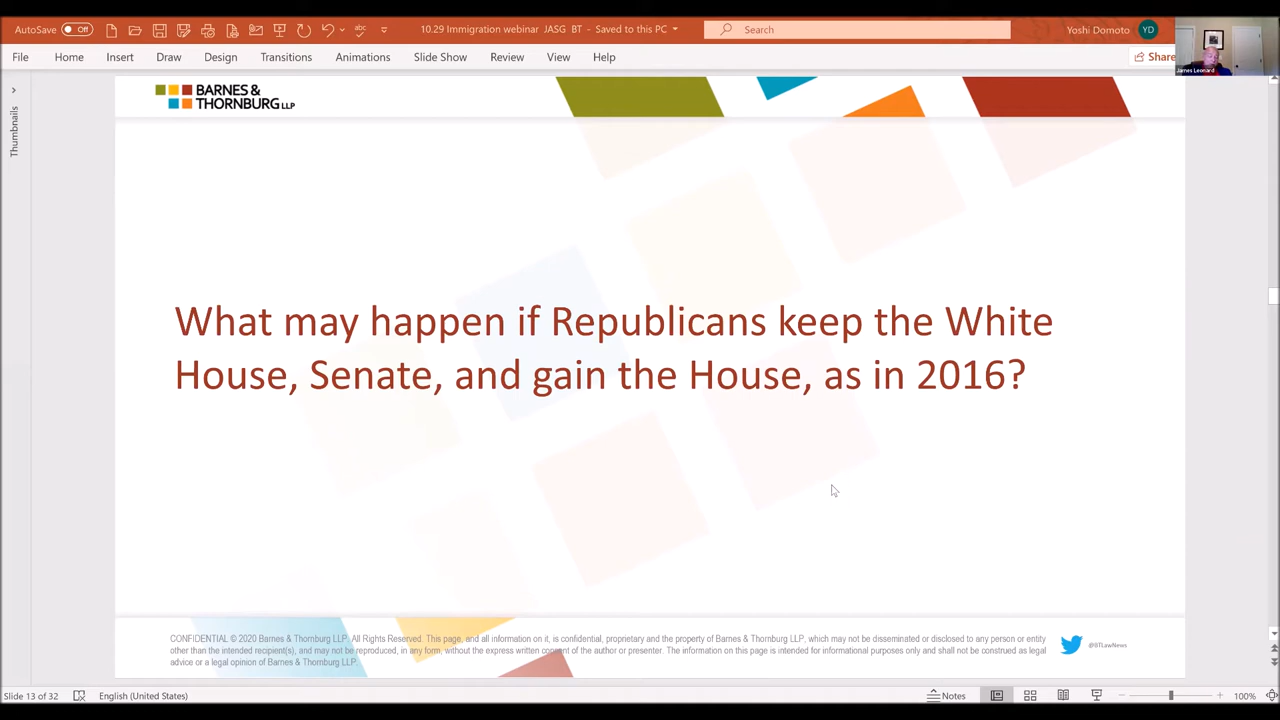 AutoSave Off 10.29 Immigration webinar JASG BT - Saved to this PC Search Yoshi Domoto YD
File Home Insert Draw Design Transitions Animations Slide Show Review View Help Share
James Leonard
Thumbnails
BARNES &
THORNBURG LLP
What may happen if Republicans keep the White
House, Senate, and gain the House, as in 2016?
CONFIDENTIAL © 2020 Barnes & Thornburg LLP. All Rights Reserved. This page, and all information on it, is confidential, proprietary and the property of Barnes & Thornburg LLP, which may not be disseminated or disclosed to any person or entity
other than the intended recipient(s), and may not be reproduced, in any form, without the express written consent of the author or presenter. The information on this page is intended for informational purposes only and shall not be construed as legal
advice or a legal opinion of Barnes & Thornburg LLP.
@BTLawNews
Slide 13 of 32 English (United States) Notes 100%